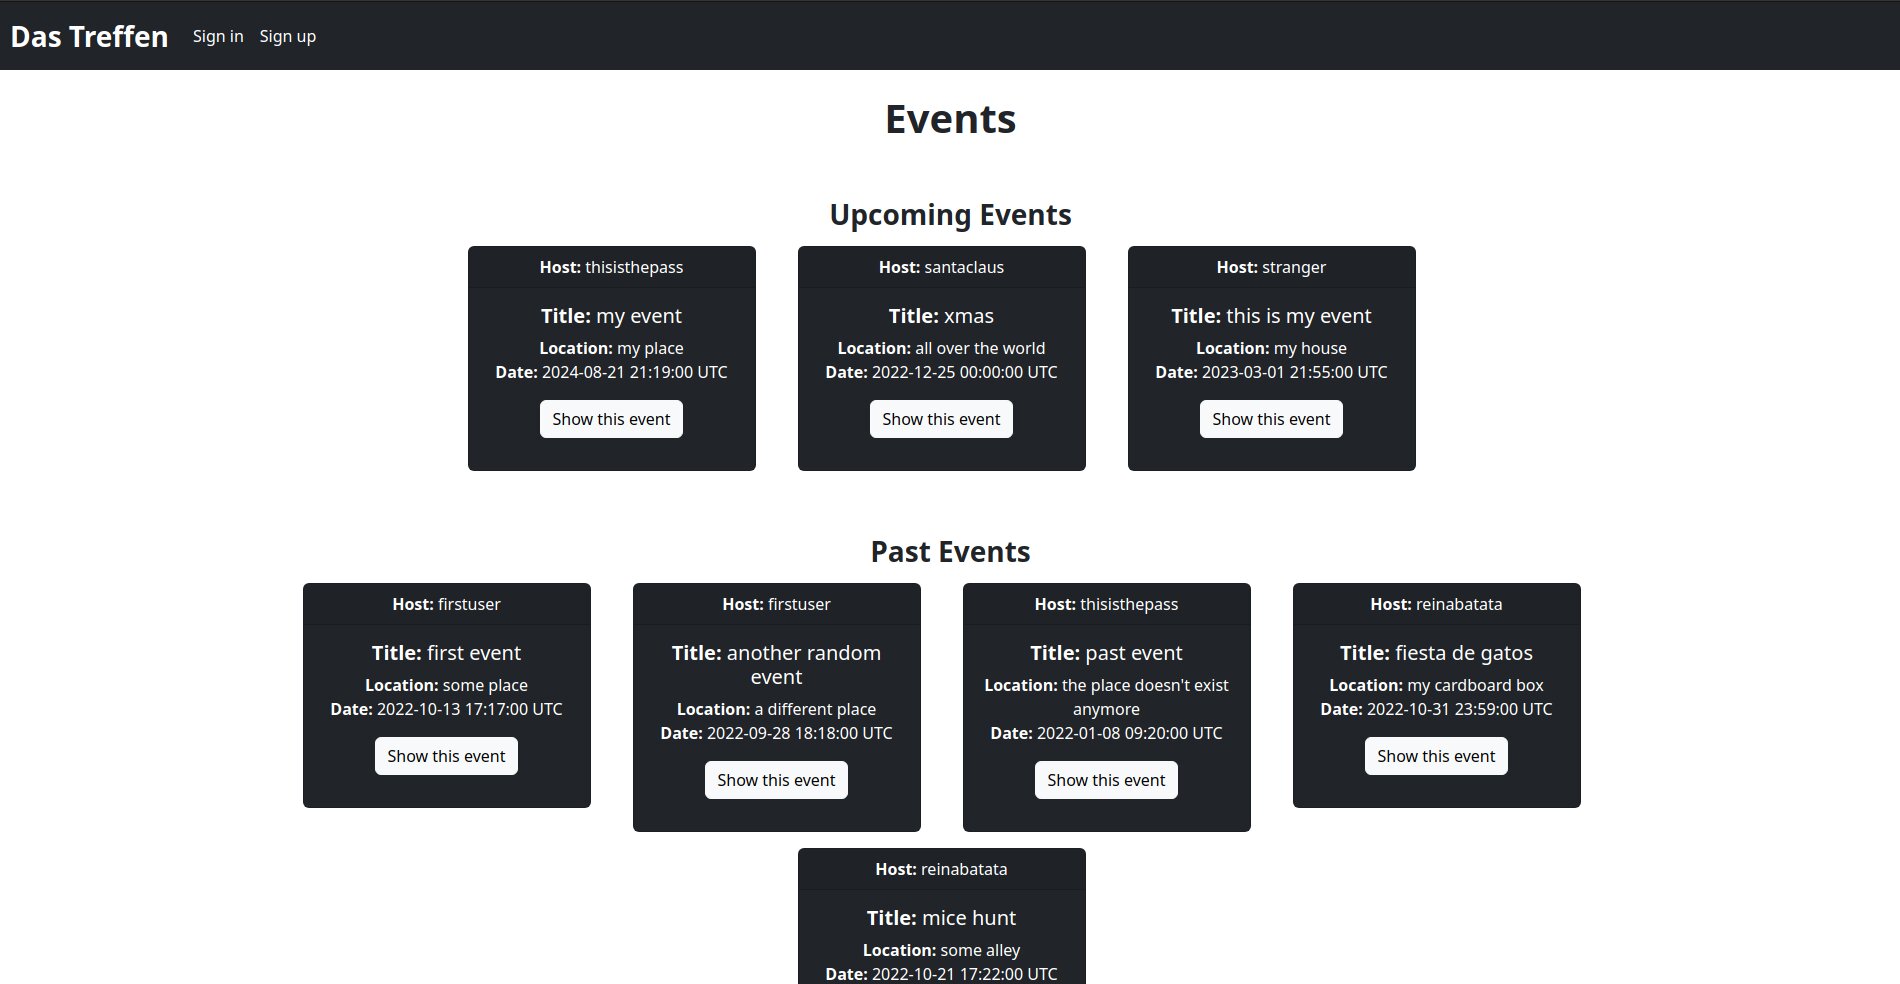 Das Treffen Sign in Sign up
Events
Upcoming Events
Host: thisisthepass
Title: my event
Location: my place
Date: 2024-08-21 21:19:00 UTC
Show this event
Host: santaclaus
Title: xmas
Location: all over the world
Date: 2022-12-25 00:00:00 UTC
Show this event
Host: stranger
Title: this is my event
Location: my house
Date: 2023-03-01 21:55:00 UTC
Show this event
Past Events
Host: firstuser
Title: first event
Location: some place
Date: 2022-10-13 17:17:00 UTC
Show this event
Host: firstuser
Title: another random
event
Location: a different place
Date: 2022-09-28 18:18:00 UTC
Show this event
Host: thisisthepass
Title: past event
Location: the place doesn't exist
anymore
Date: 2022-01-08 09:20:00 UTC
Show this event
Host: reinabatata
Title: fiesta de gatos
Location: my cardboard box
Date: 2022-10-31 23:59:00 UTC
Show this event
Host: reinabatata
Title: mice hunt
Location: some alley
Date: 2022-10-21 17:22:00 UTC